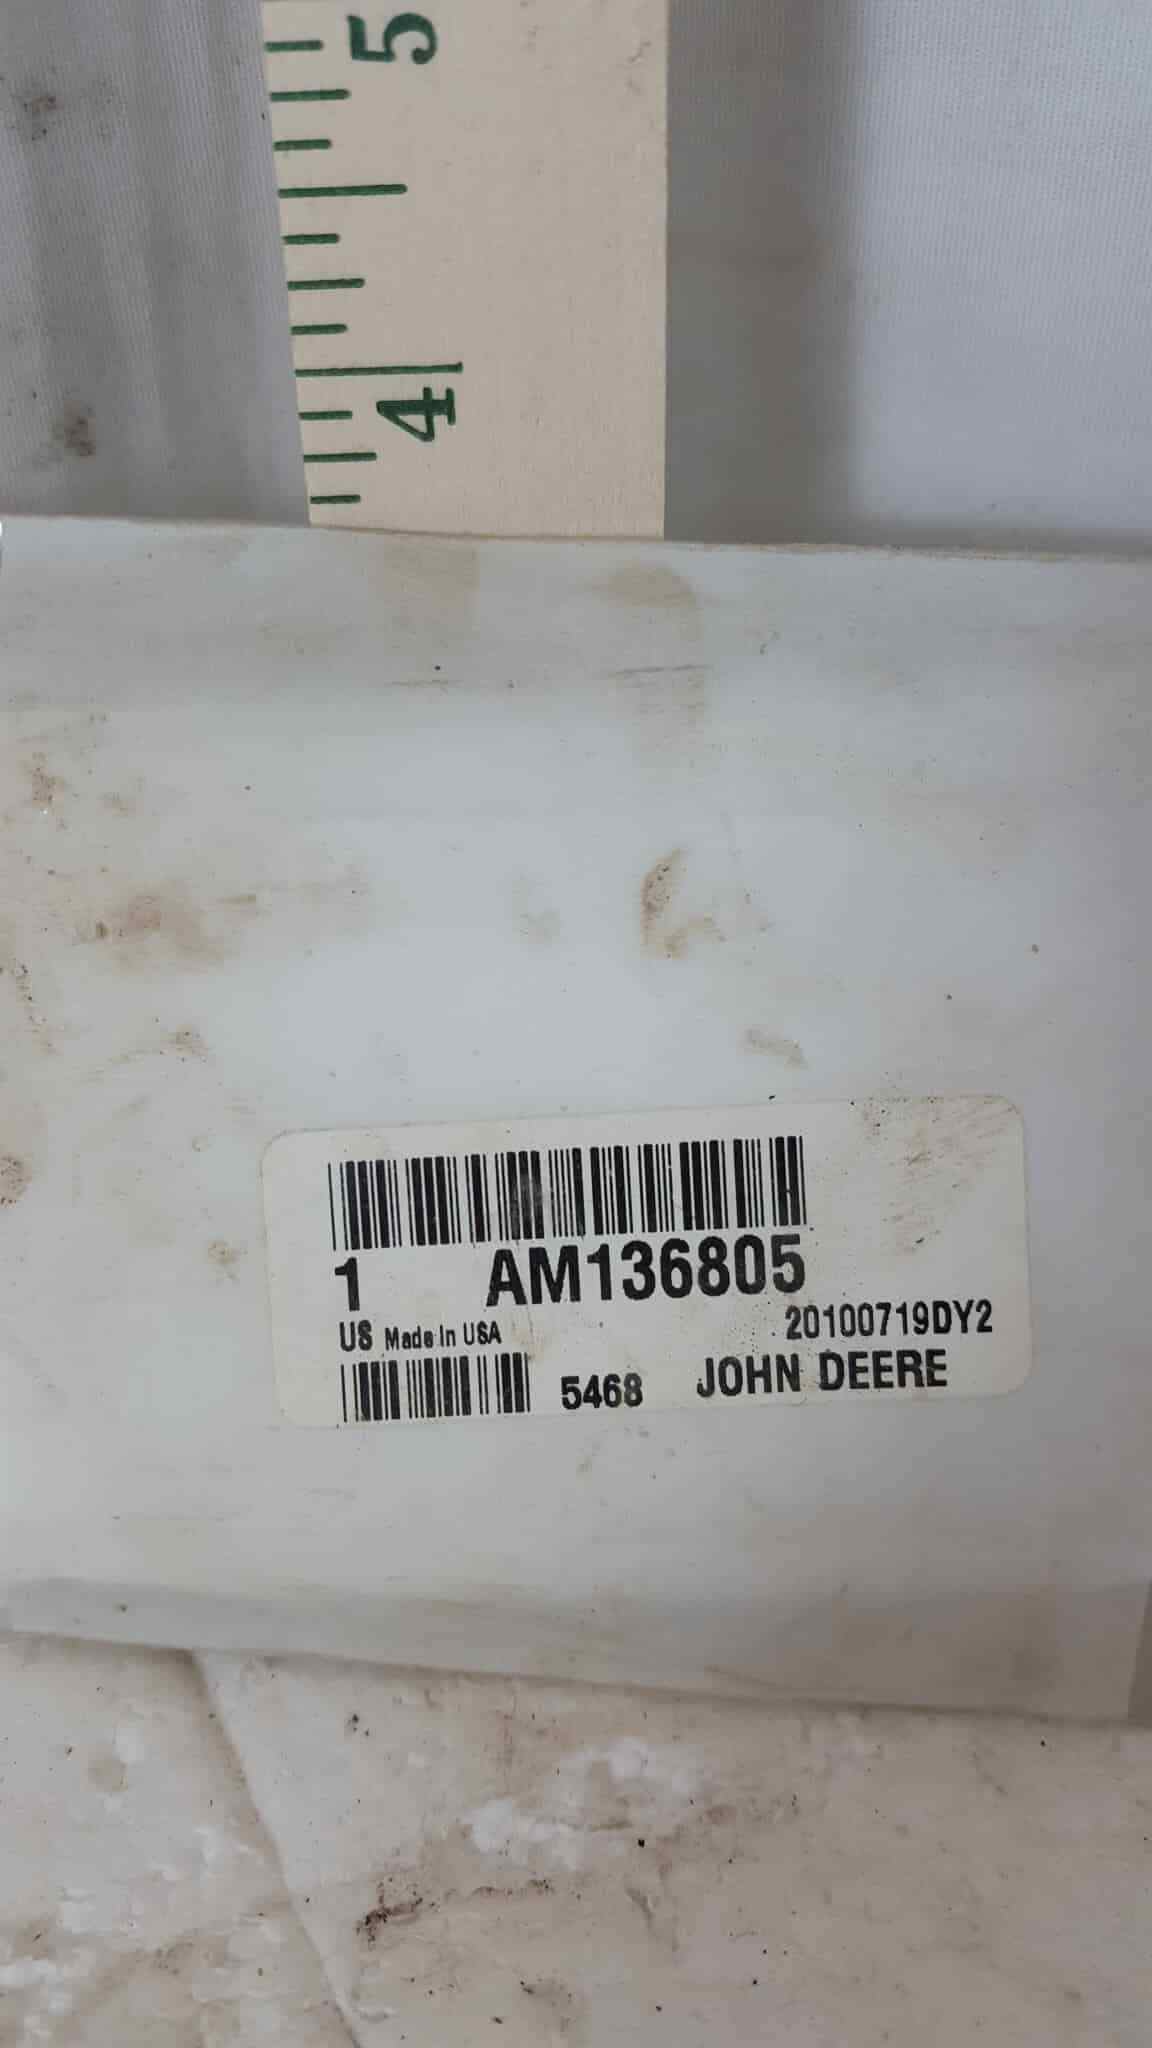 5
4
1 AM136805
US Made In USA 20100719DY2
5468 JOHN DEERE